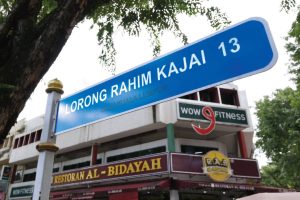 LORONG RAHIM KAJAI 13
WOW FITNESS
RESTORAN AL-BIDAYAH